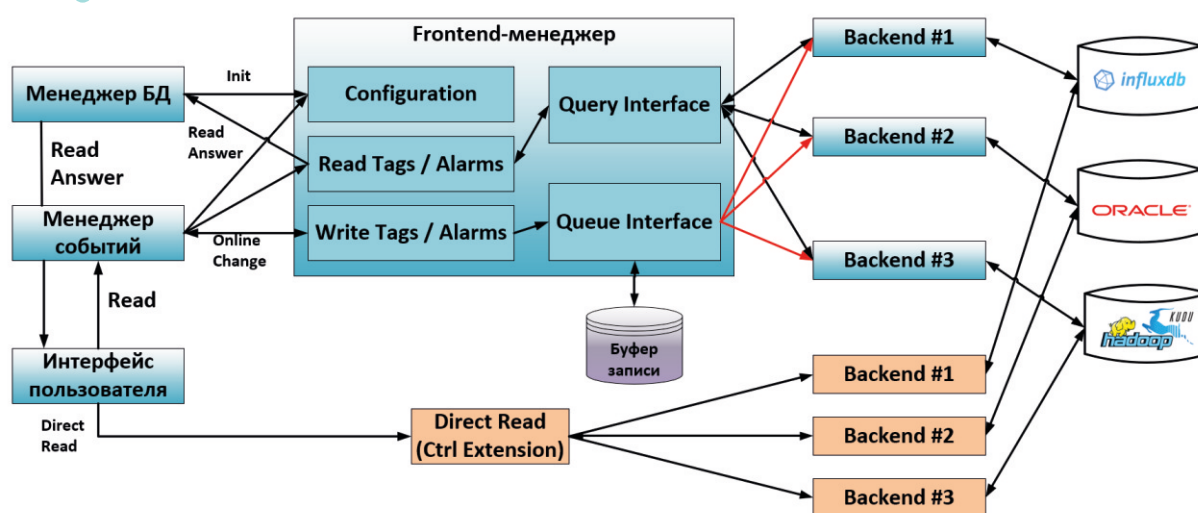 Frontend-менеджер
Менеджер БД
Init
Read
Answer
Read
Answer
Менеджер
событий
Online
Change
Read
Интерфейс
пользователя
Direct
Read
Configuration
Read Tags / Alarms
Write Tags / Alarms
Query Interface
Queue Interface
Буфер
записи
Direct Read
(Ctrl Extension)
Backend #1
Backend #2
Backend #3
Backend #1
Backend #2
Backend #3
influxdb
ORACLE
KUDU
hadoop